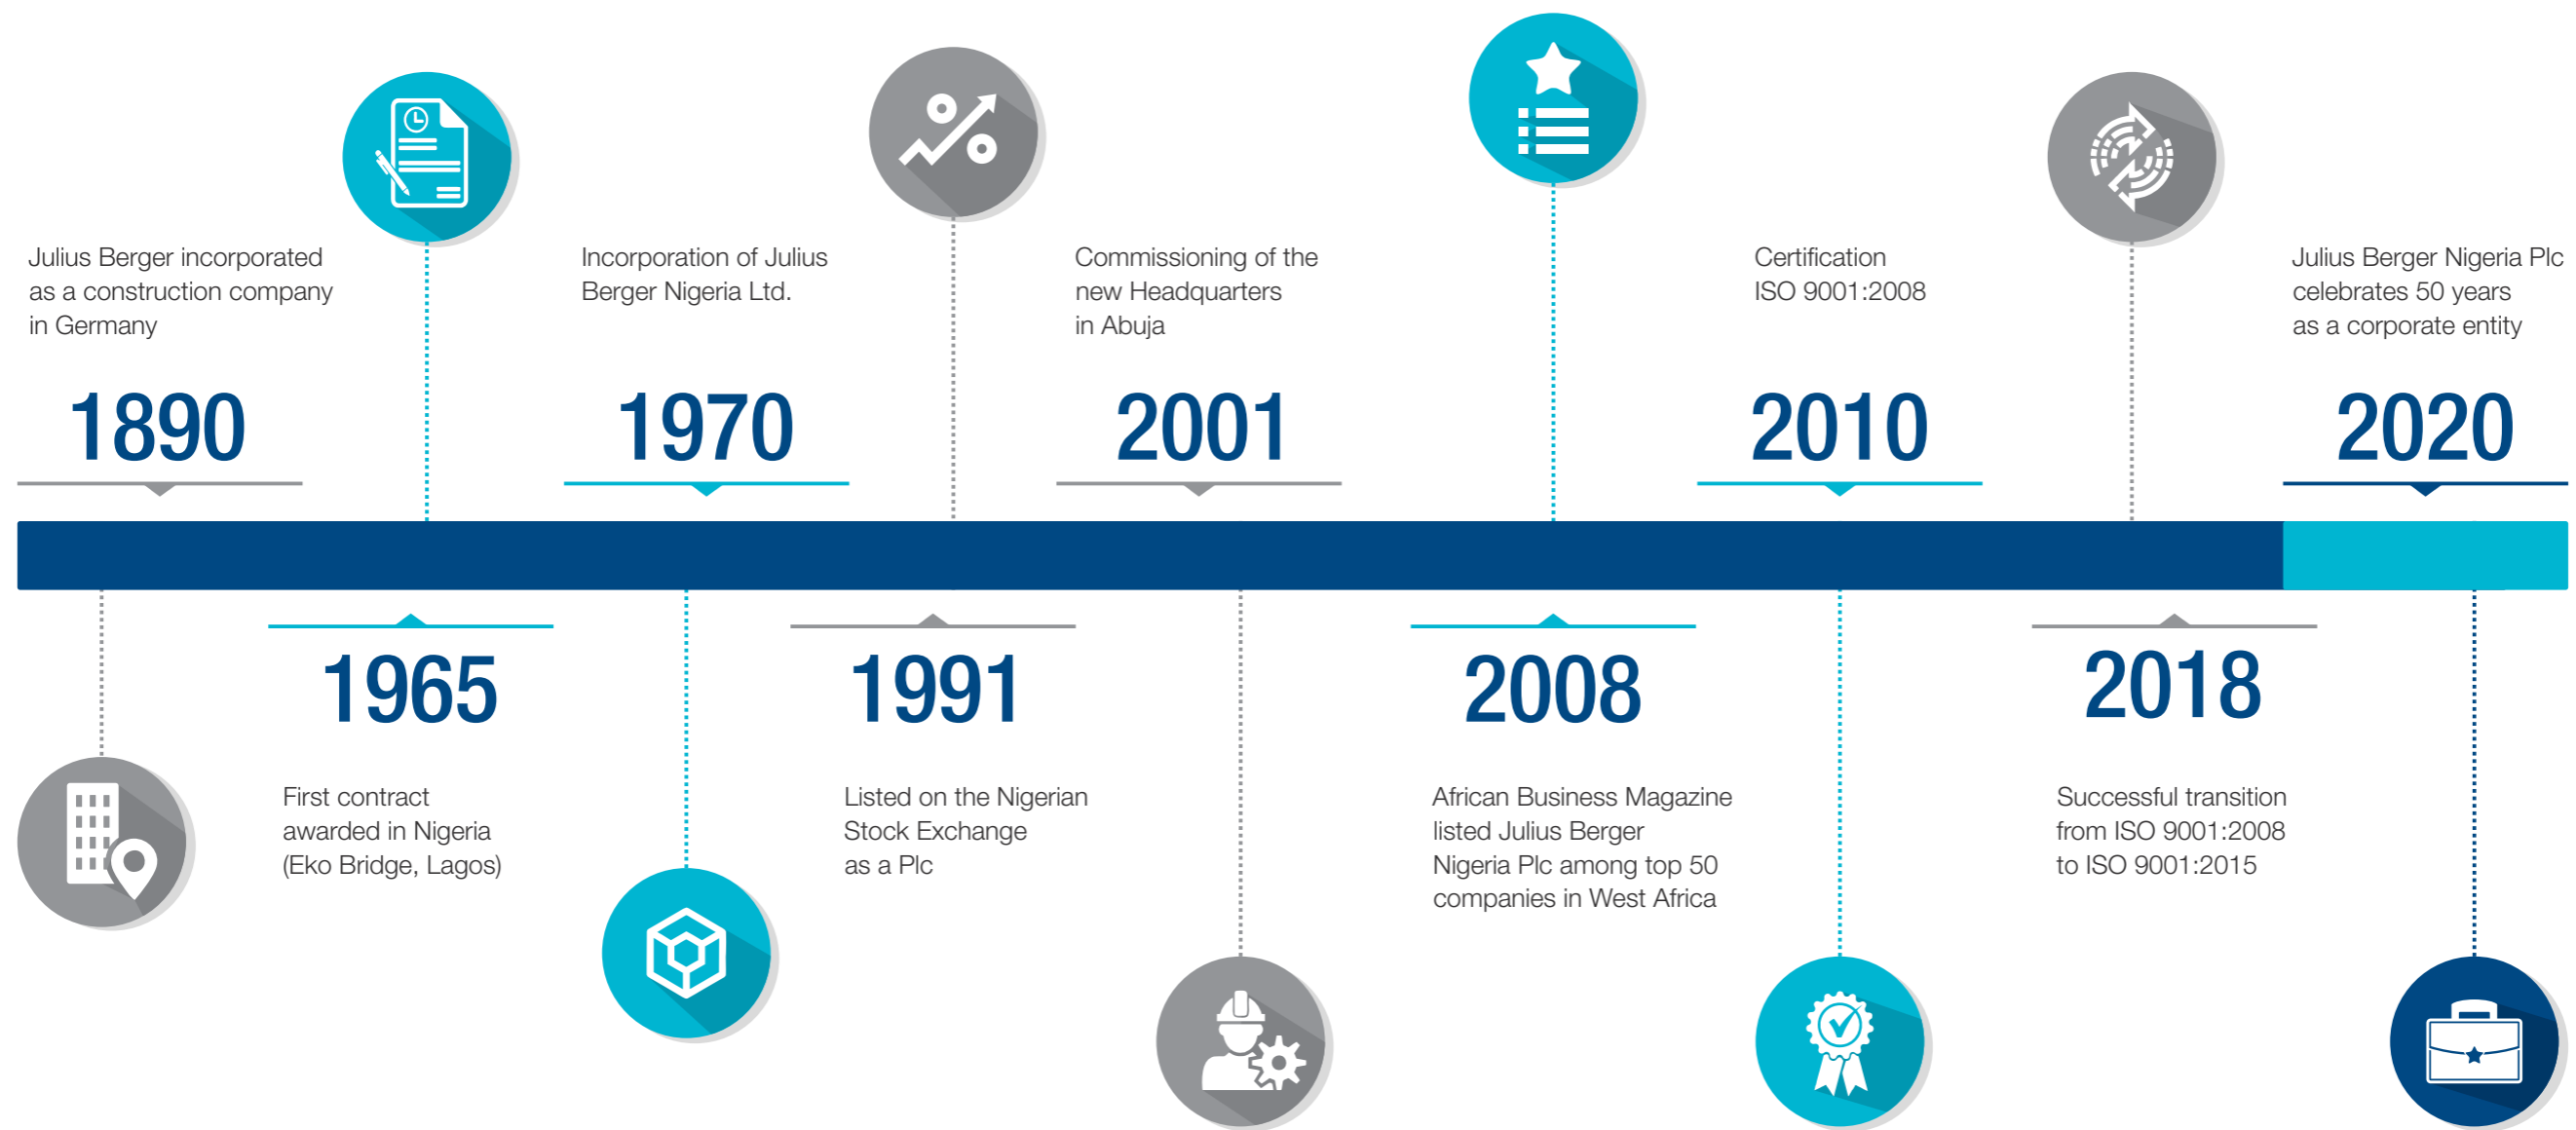 Julius Berger incorporated
as a construction company
in Germany
1890
1965
First contract
awarded in Nigeria
(Eko Bridge, Lagos)
Incorporation of Julius
Berger Nigeria Ltd.
1970
1991
Listed on the Nigerian
Stock Exchange
as a Plc
Commissioning of the
new Headquarters
in Abuja
2001
2008
African Business Magazine
listed Julius Berger
Nigeria Plc among top 50
companies in West Africa
Certification
ISO 9001:2008
2010
2018
Successful transition
from ISO 9001:2008
to ISO 9001:2015
Julius Berger Nigeria Plc
celebrates 50 years
as a corporate entity
2020